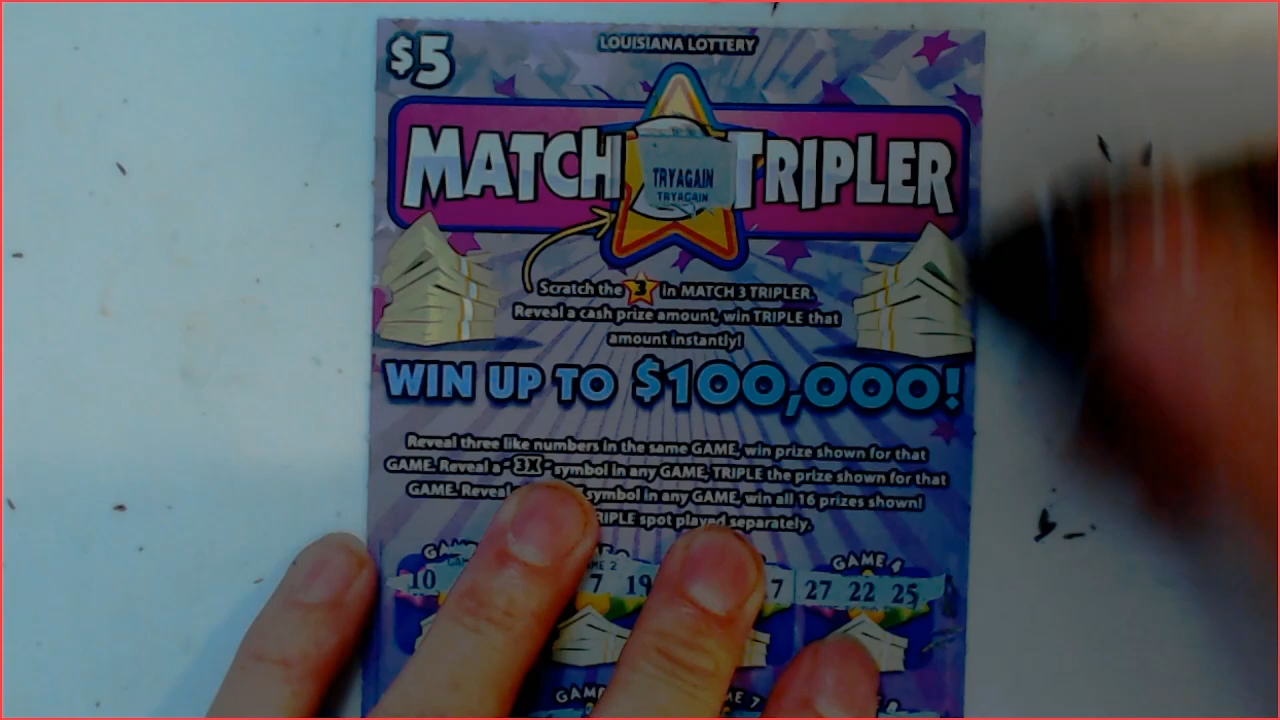 $5
LOUISIANA LOTTERY
MATCH TRIPLER
TRYAGAIN
TRYAGAIN
Scratch the 3 in MATCH 3 TRIPLER.
Reveal a cash prize amount, win TRIPLE that
amount instantly!
WIN UP TO $100,000!
Reveal three like numbers in the same GAME, win prize shown for that
GAME. Reveal a "3X" symbol in any GAME, TRIPLE the prize shown for that
GAME. Reveal symbol in any GAME, win all 16 prizes shown!
spot played separately.
GAME 4
10 7 19 7 27 22 25